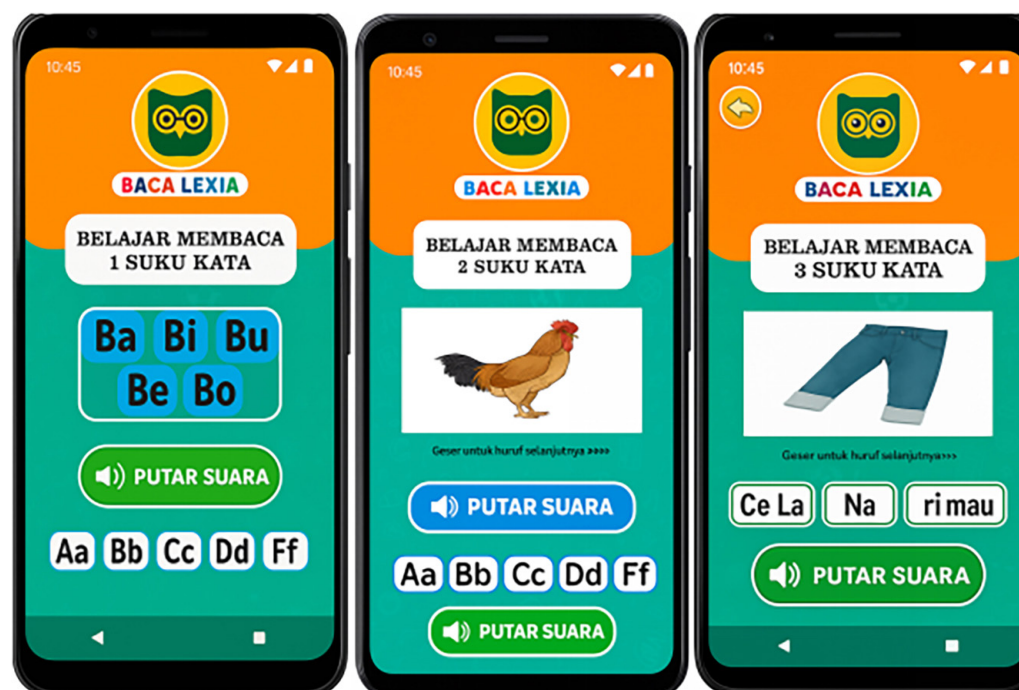 10:45
BACA LEXIA
BELAJAR MEMBACA
1 SUKU KATA
Ba Bi Bu
Be Bo
PUTAR SUARA
Aa Bb Cc Dd Ff
10:45
BACA LEXIA
BELAJAR MEMBACA
2 SUKU KATA
Geser untuk huruf selanjutnya »»»
PUTAR SUARA
Aa Bb Cc Dd Ff
PUTAR SUARA
10:45
BACA LEXIA
BELAJAR MEMBACA
3 SUKU KATA
Geser untuk huruf selanjutnya›››
Ce La Na ri mau
PUTAR SUARA